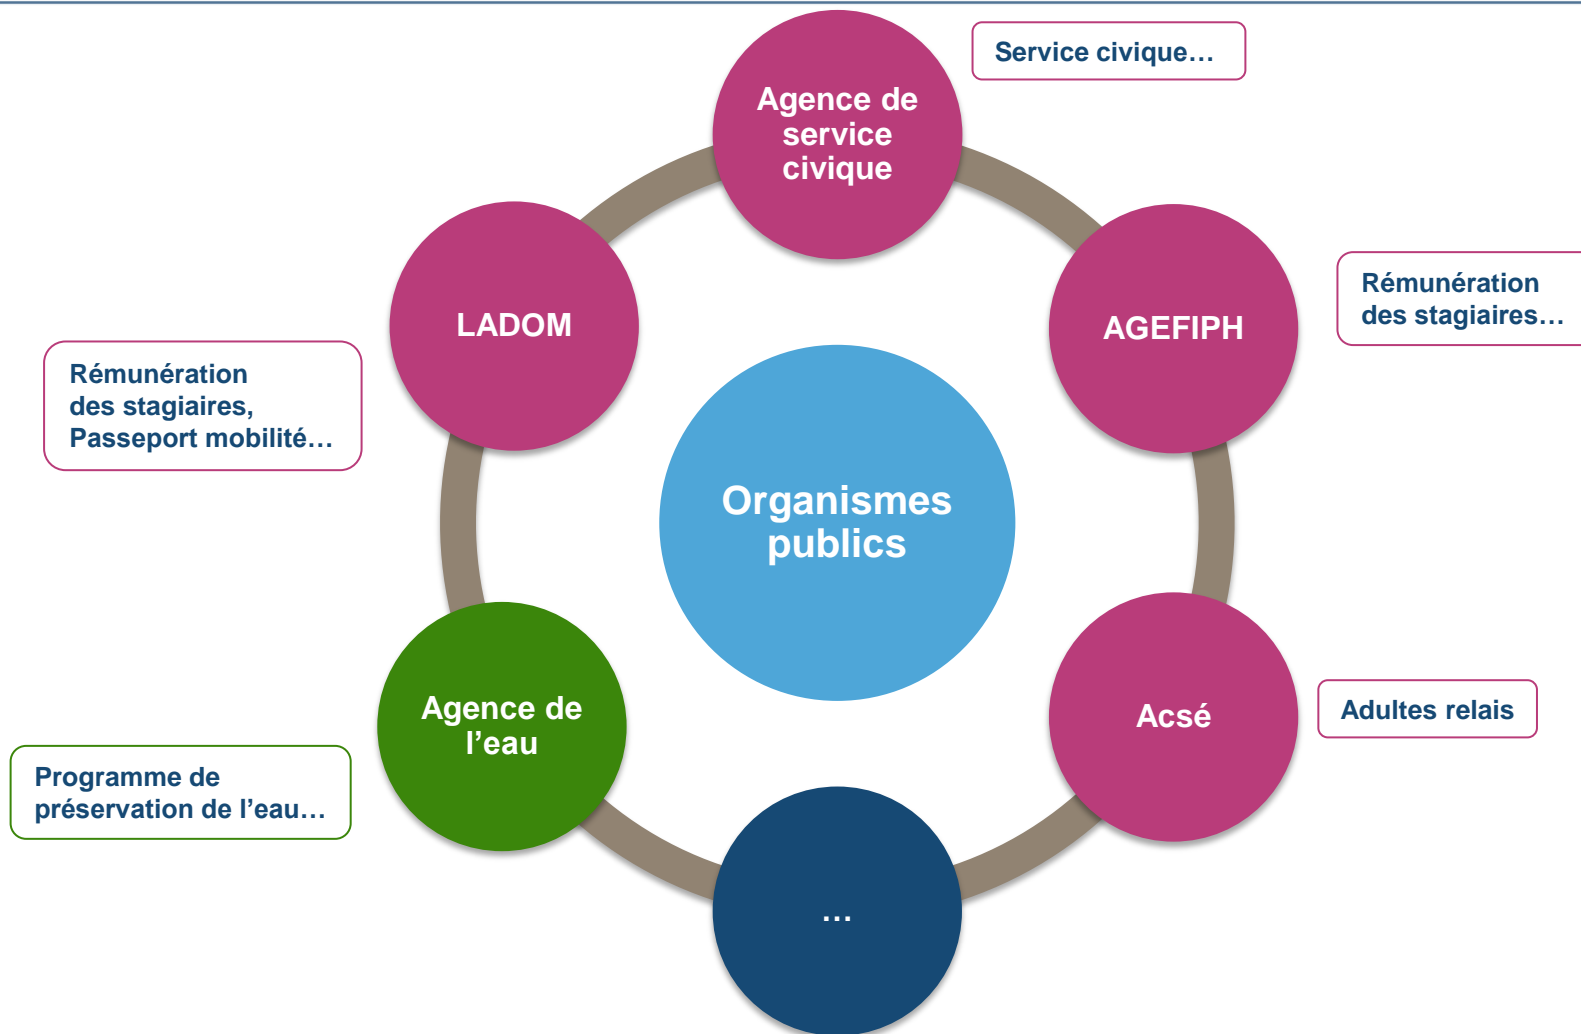 Service civique…
Agence de
service
civique
LADOM
AGEFIPH
Rémunération
des stagiaires…
Rémunération
des stagiaires,
Passeport mobilité…
Organismes
publics
Agence de
l’eau
Acsé
Adultes relais
Programme de
préservation de l’eau…
…